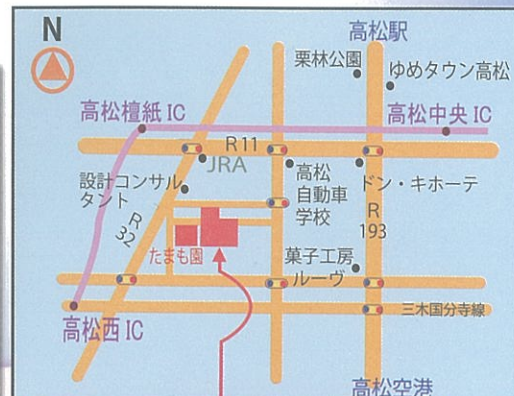 N
高松駅
栗林公園
ゆめタウン高松
高松檀紙 IC
高松中央 IC
R11
JRA
高松
自動車
学校
ドン・キホーテ
設計コンサル
タント
R
32
R
193
たまも園
菓子工房
ルーヴ
三木国分寺線
高松西 IC
高松空港